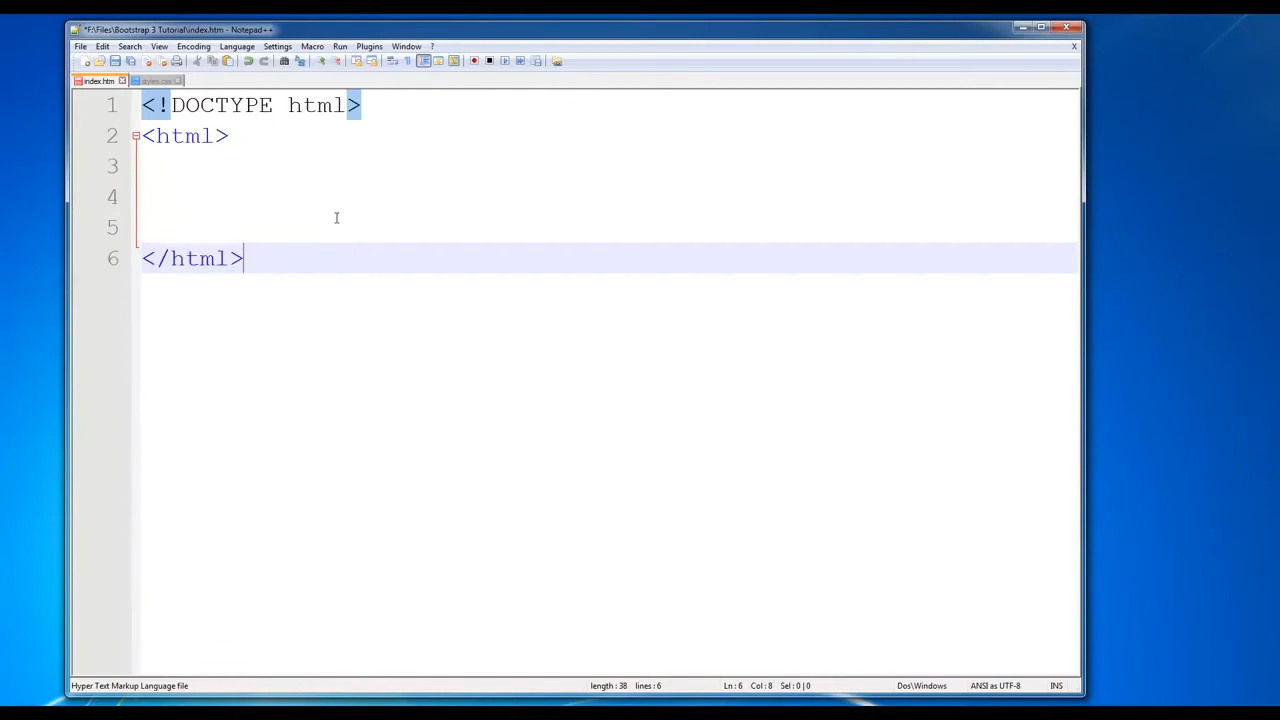 *F:\Files\Bootstrap 3 Tutorial\index.htm - Notepad++
File Edit Search View Encoding Language Settings Macro Run Plugins Window ? X
index.htm styles.css
1 <!DOCTYPE html>
2 <html>
3
4
5
6 </html>
Hyper Text Markup Language file length : 38 lines : 6 Ln : 6 Col : 8 Sel : 0 | 0 Dos\Windows ANSI as UTF-8 INS